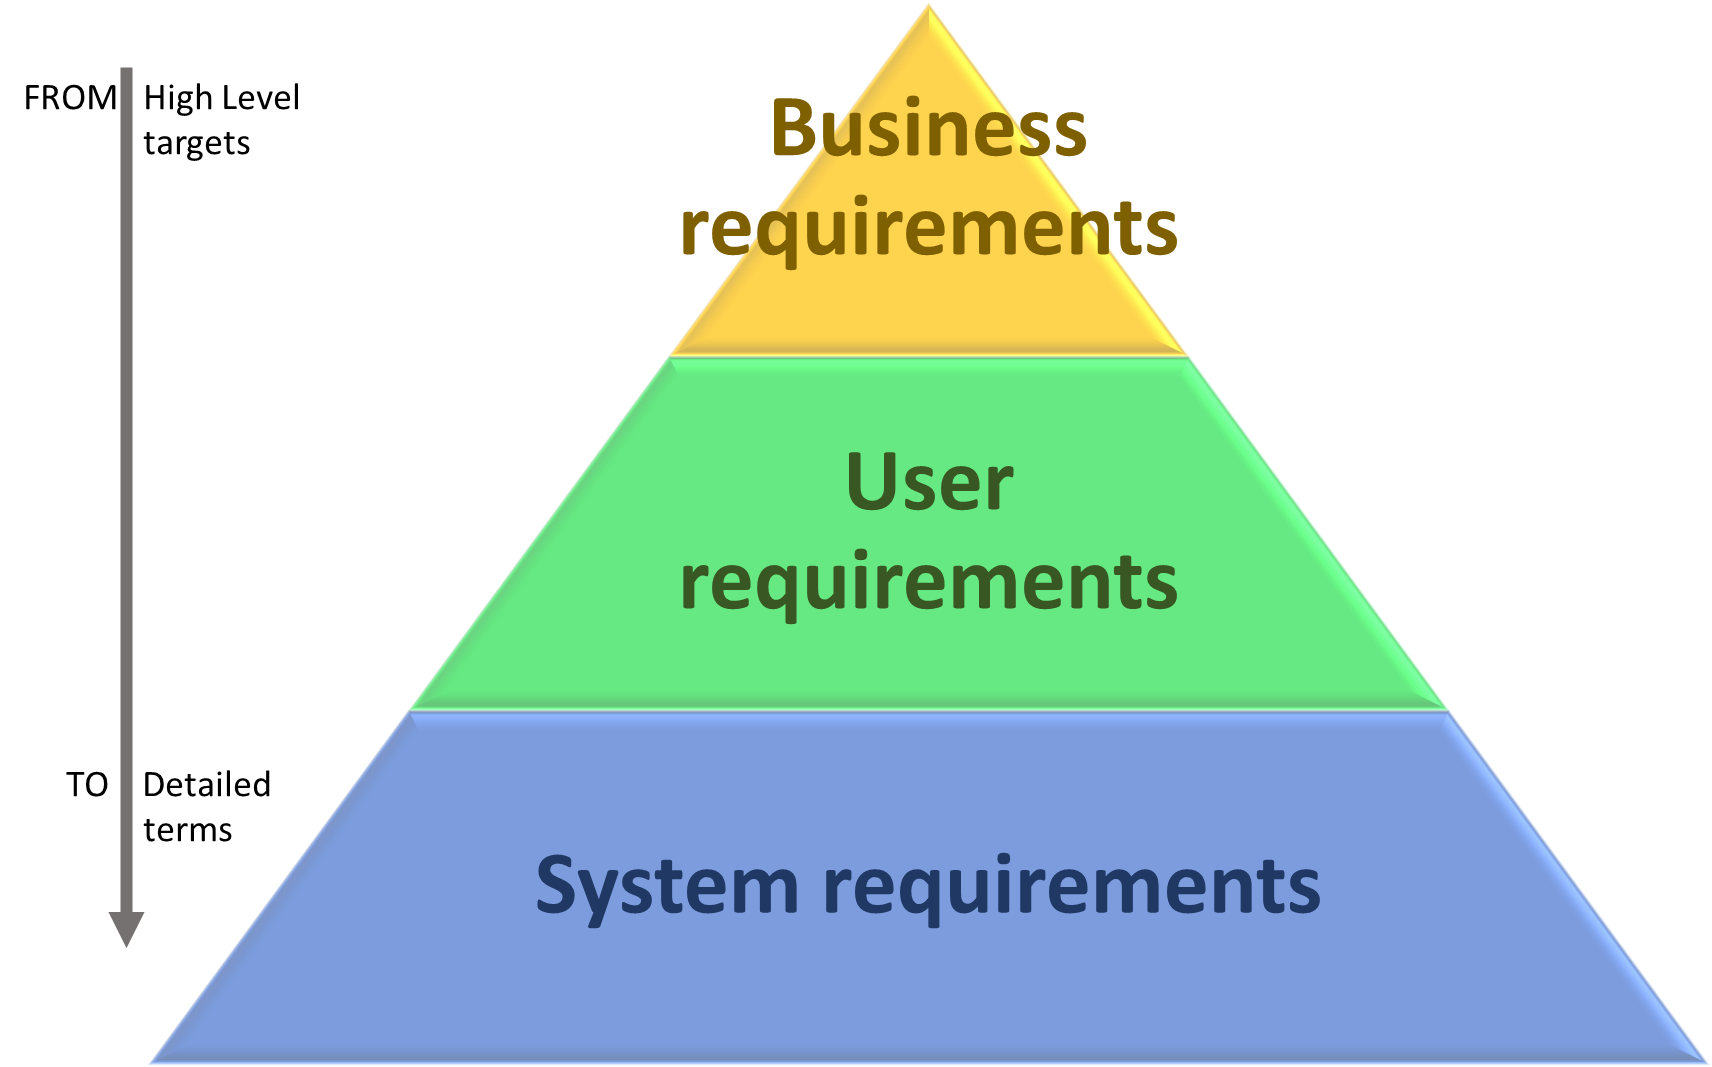 FROM
High Level
targets
Business
requirements
User
requirements
TO
Detailed
terms
System requirements